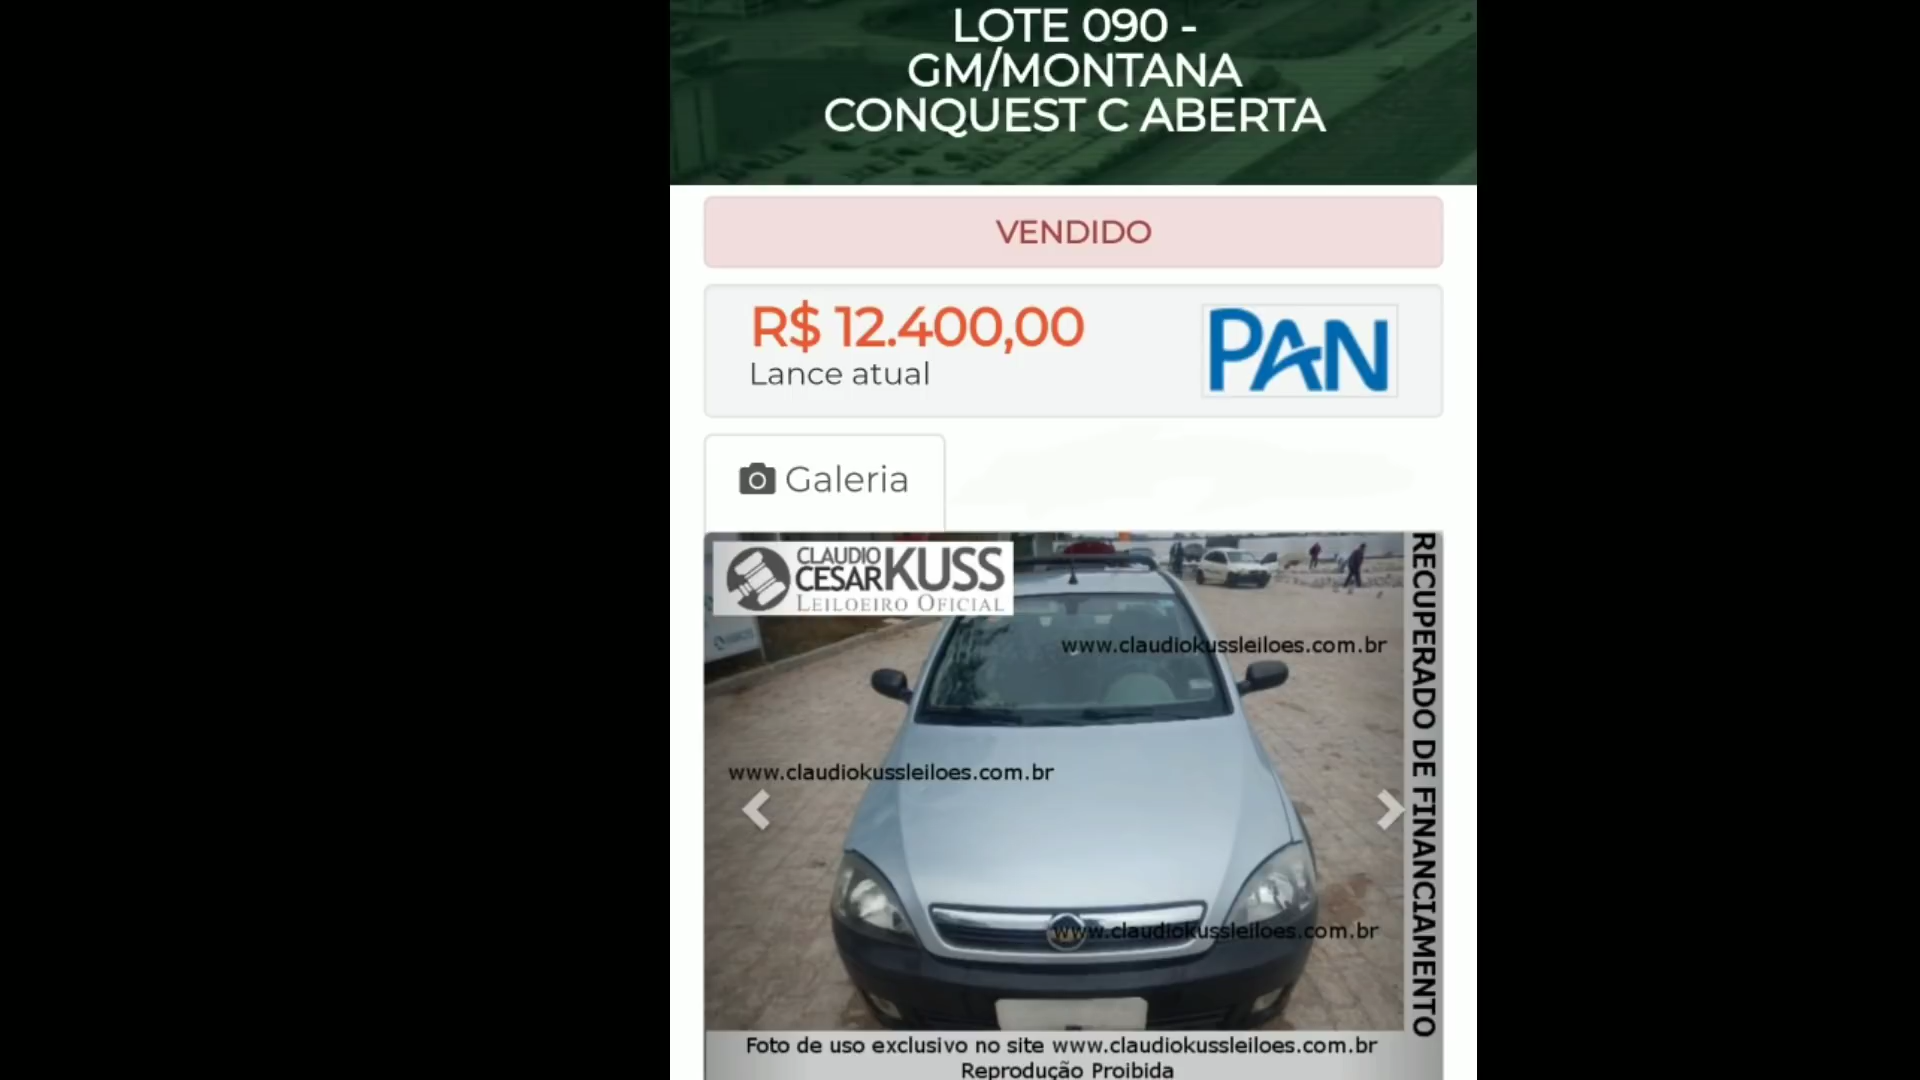 LOTE 090 -
GM/MONTANA
CONQUEST C ABERTA
VENDIDO
R$ 12.400,00
Lance atual
PAN
Galeria
CLAUDIO
CESAR KUSS
LEILOEIRO OFICIAL
www.claudiokussleiloes.com.br
www.claudiokussleiloes.com.br
www.claudiokussleiloes.com.br
RECUPERADO DE FINANCIAMENTO
Foto de uso exclusivo no site www.claudiokussleiloes.com.br
Reprodução Proibida